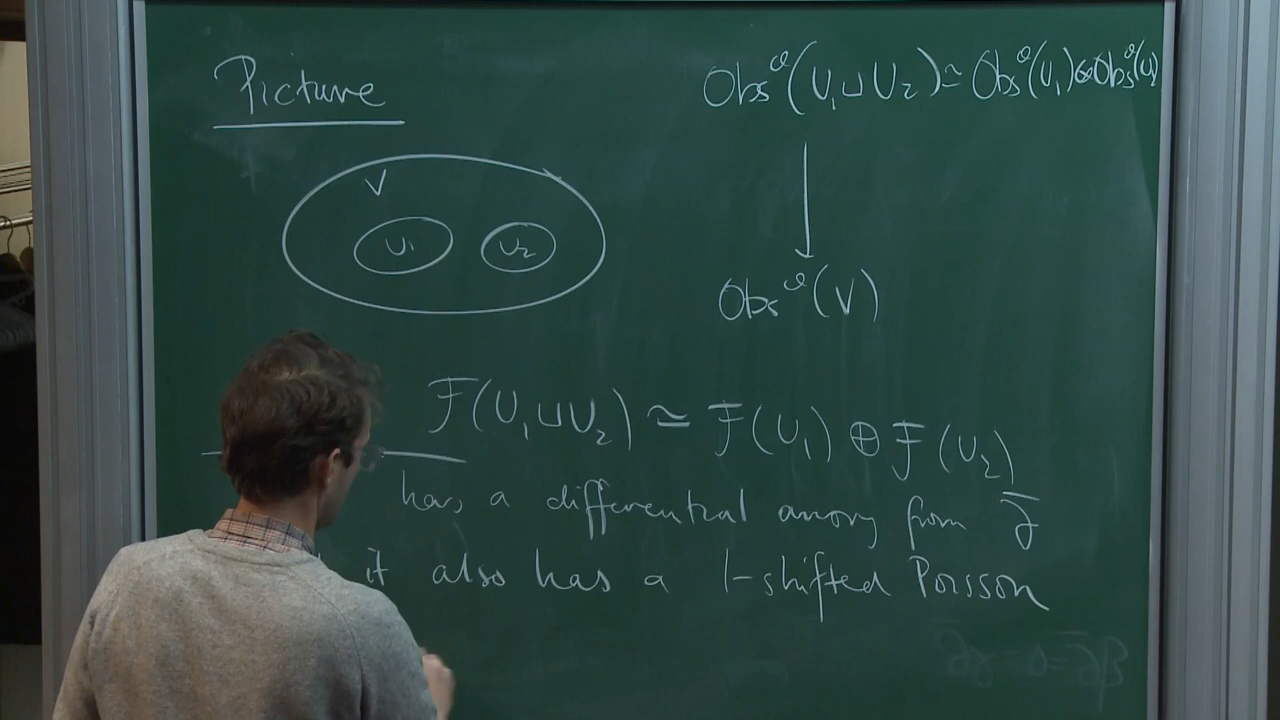 Picture
Obs^cl(U₁⊔U₂) ≃ Obs^cl(U₁)⊗Obs^cl(U₂)
V
U₁ U₂
Obs^cl(V)
F(U₁⊔U₂) ≃ F(U₁) ⊕ F(U₂)
has a differential arising from ∂̄
it also has a 1-shifted Poisson